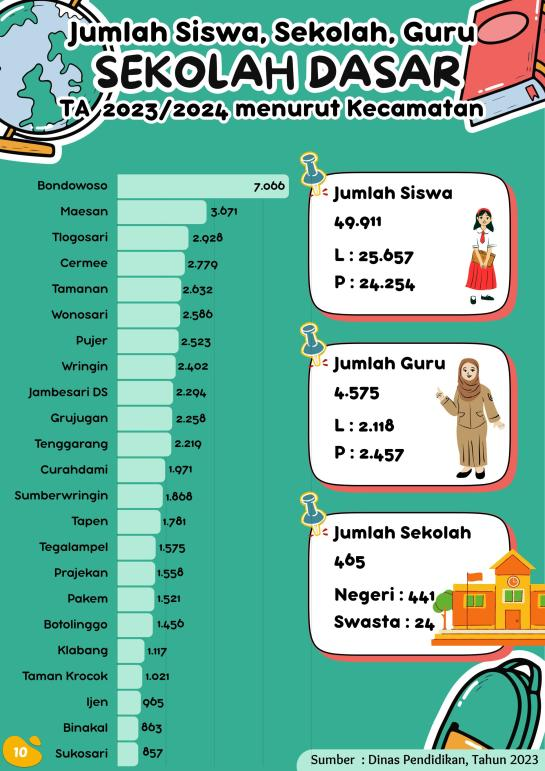 Jumlah Siswa, Sekolah, Guru
SEKOLAH DASAR
TA 2023/2024 menurut Kecamatan
Bondowoso 7.066
Maesan 3.671
Tlogosari 2.928
Cermee 2.779
Tamanan 2.632
Wonosari 2.586
Pujer 2.523
Wringin 2.402
Jambesari DS 2.294
Grujugan 2.258
Tenggarang 2.219
Curahdami 1.971
Sumberwringin 1.868
Tapen 1.781
Tegalampel 1.575
Prajekan 1.558
Pakem 1.521
Botolinggo 1.456
Klabang 1.117
Taman Krocok 1.021
Ijen 965
Binakal 863
Sukosari 857
Jumlah Siswa
49.911
L : 25.657
P : 24.254
Jumlah Guru
4.575
L : 2.118
P : 2.457
Jumlah Sekolah
465
Negeri : 441
Swasta : 24
10
Sumber : Dinas Pendidikan, Tahun 2023